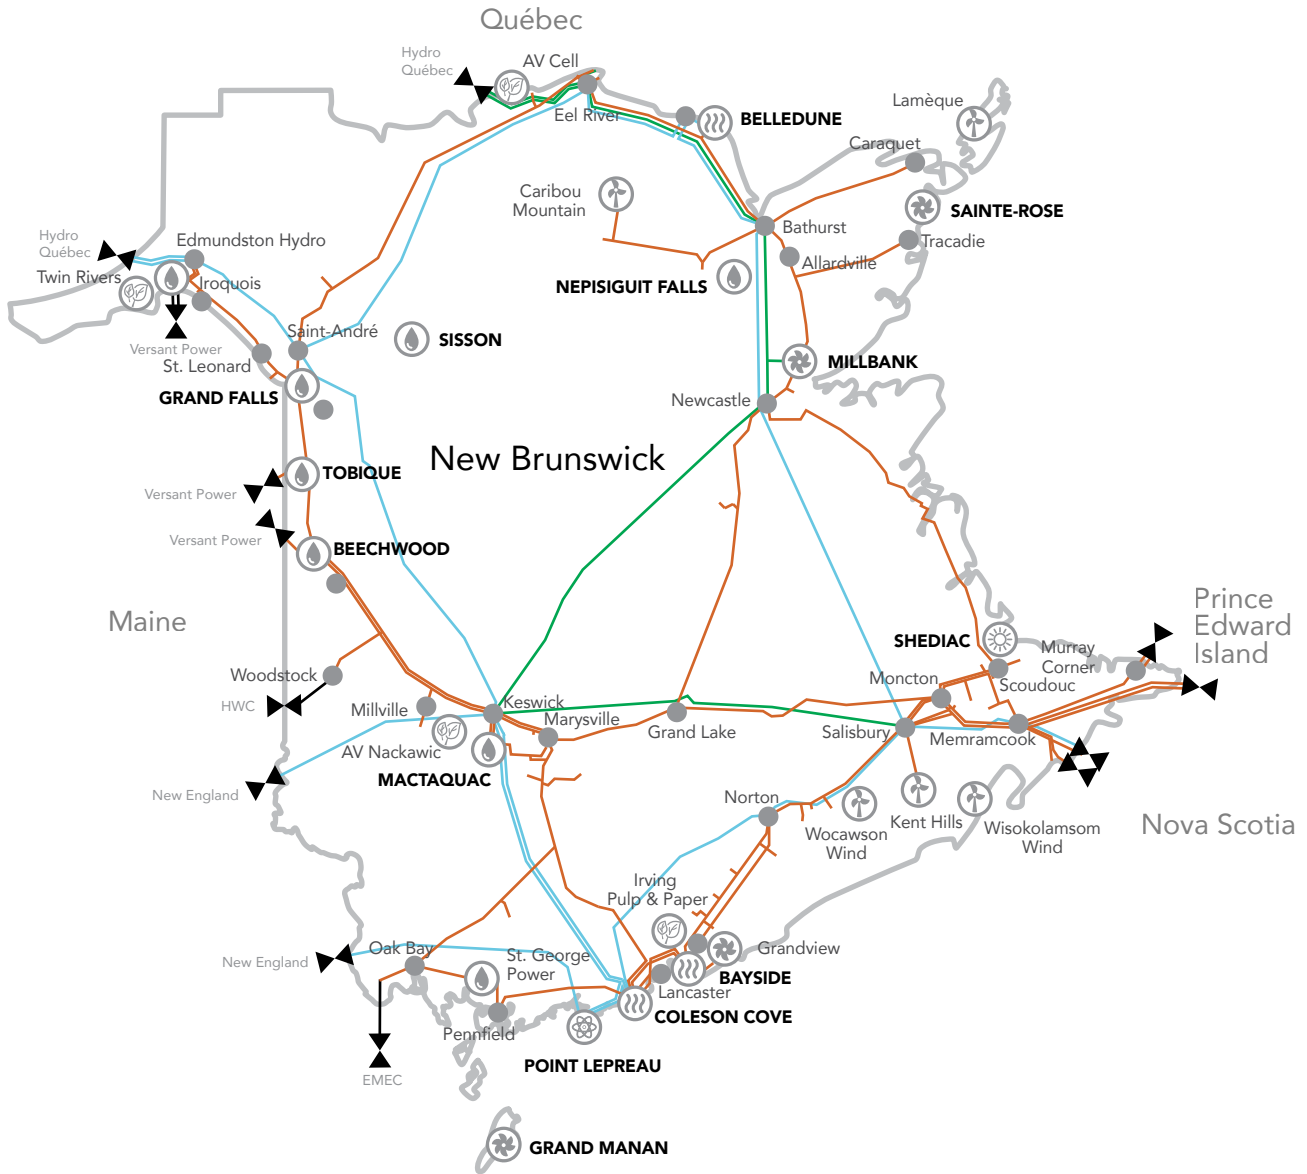 Québec
Hydro
Québec
AV Cell
Eel River
BELLEDUNE
Lamèque
Caraquet
Caribou
Mountain
SAINTE-ROSE
Bathurst
Tracadie
Allardville
NEPISIGUIT FALLS
Hydro
Québec
Edmundston Hydro
Twin Rivers
Iroquois
Versant Power
Saint-André
St. Leonard
GRAND FALLS
SISSON
MILLBANK
Newcastle
New Brunswick
TOBIQUE
Versant Power
Versant Power
BEECHWOOD
Maine
Prince
Edward
Island
SHEDIAC
Murray
Corner
Woodstock
Moncton
Scoudouc
HWC
Millville
Keswick
Marysville
Grand Lake
Salisbury
Memramcook
AV Nackawic
MACTAQUAC
New England
Norton
Wocawson
Wind
Kent Hills
Wisokolamsom
Wind
Nova Scotia
Irving
Pulp & Paper
Oak Bay
St. George
Power
Grandview
New England
BAYSIDE
Lancaster
COLESON COVE
Pennfield
POINT LEPREAU
EMEC
GRAND MANAN